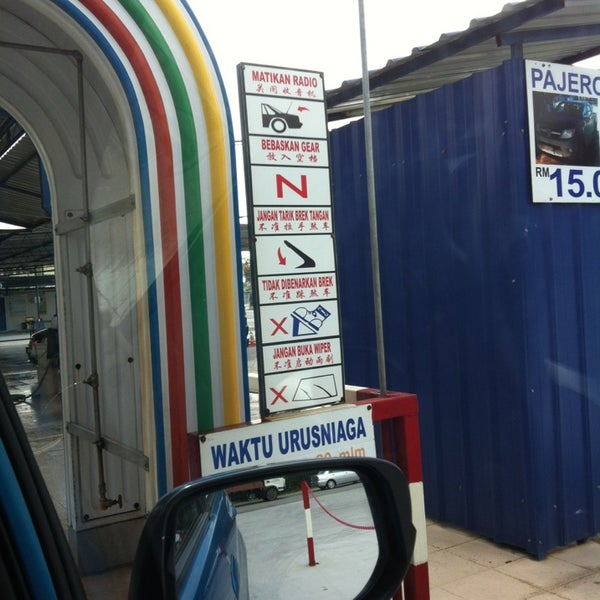 MATIKAN RADIO
关闭收音机
BEBASKAN GEAR
放入空档
N
JANGAN TARIK BREK TANGAN
不准拉手煞车
TIDAK DIBENARKAN BREK
不准踩煞车
JANGAN BUKA WIPER
不准启动雨刷
WAKTU URUSNIAGA
PAJERO
RM 15.0